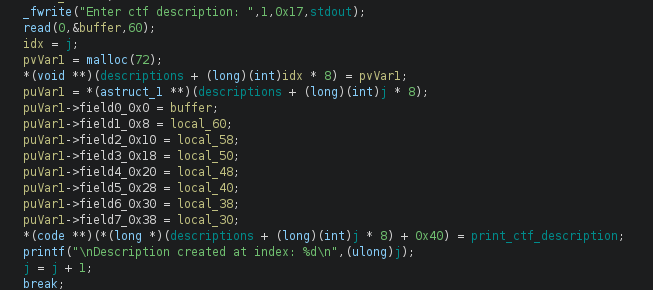 _fwrite("Enter ctf description: ",1,0x17,stdout);
read(0,&buffer,60);
idx = j;
pvVar1 = malloc(72);
*(void **)(descriptions + (long)(int)idx * 8) = pvVar1;
puVar1 = *(astruct_1 **)(descriptions + (long)(int)j * 8);
puVar1->field0_0x0 = buffer;
puVar1->field1_0x8 = local_60;
puVar1->field2_0x10 = local_58;
puVar1->field3_0x18 = local_50;
puVar1->field4_0x20 = local_48;
puVar1->field5_0x28 = local_40;
puVar1->field6_0x30 = local_38;
puVar1->field7_0x38 = local_30;
*(code **)(*(long *)(descriptions + (long)(int)j * 8) + 0x40) = print_ctf_description;
printf("\nDescription created at index: %d\n",(ulong)j);
j = j + 1;
break;